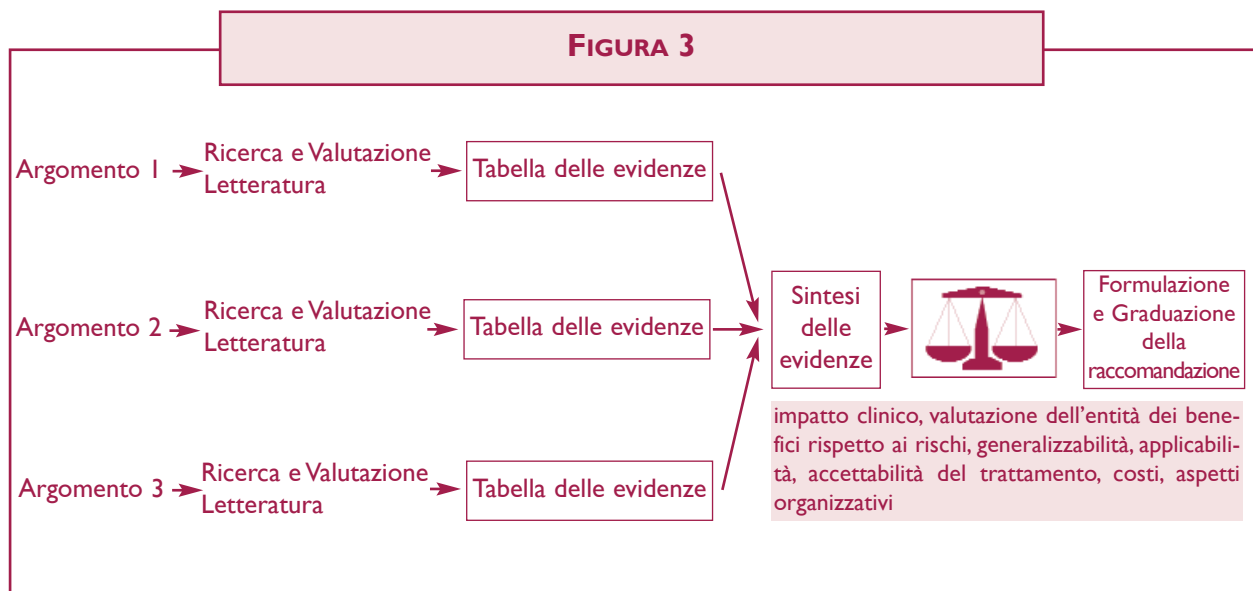 FIGURA 3
Argomento 1
Ricerca e Valutazione
Letteratura
Tabella delle evidenze
Argomento 2
Ricerca e Valutazione
Letteratura
Tabella delle evidenze
Argomento 3
Ricerca e Valutazione
Letteratura
Tabella delle evidenze
Sintesi
delle
evidenze
Formulazione
e Graduazione
della
raccomandazione
impatto clinico, valutazione dell’entità dei bene-
fici rispetto ai rischi, generalizzabilità, applicabili-
tà, accettabilità del trattamento, costi, aspetti
organizzativi